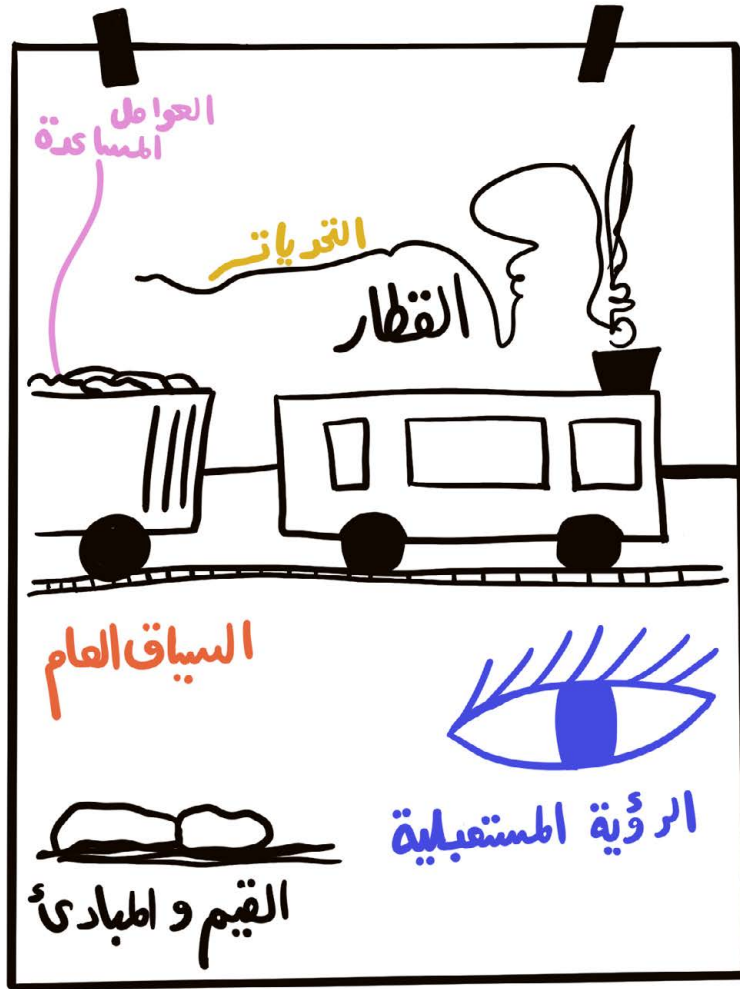 العوامل
المساعدة
التحديات
القطار
السياق العام
الرؤية المستقبلية
القيم و المبادئ